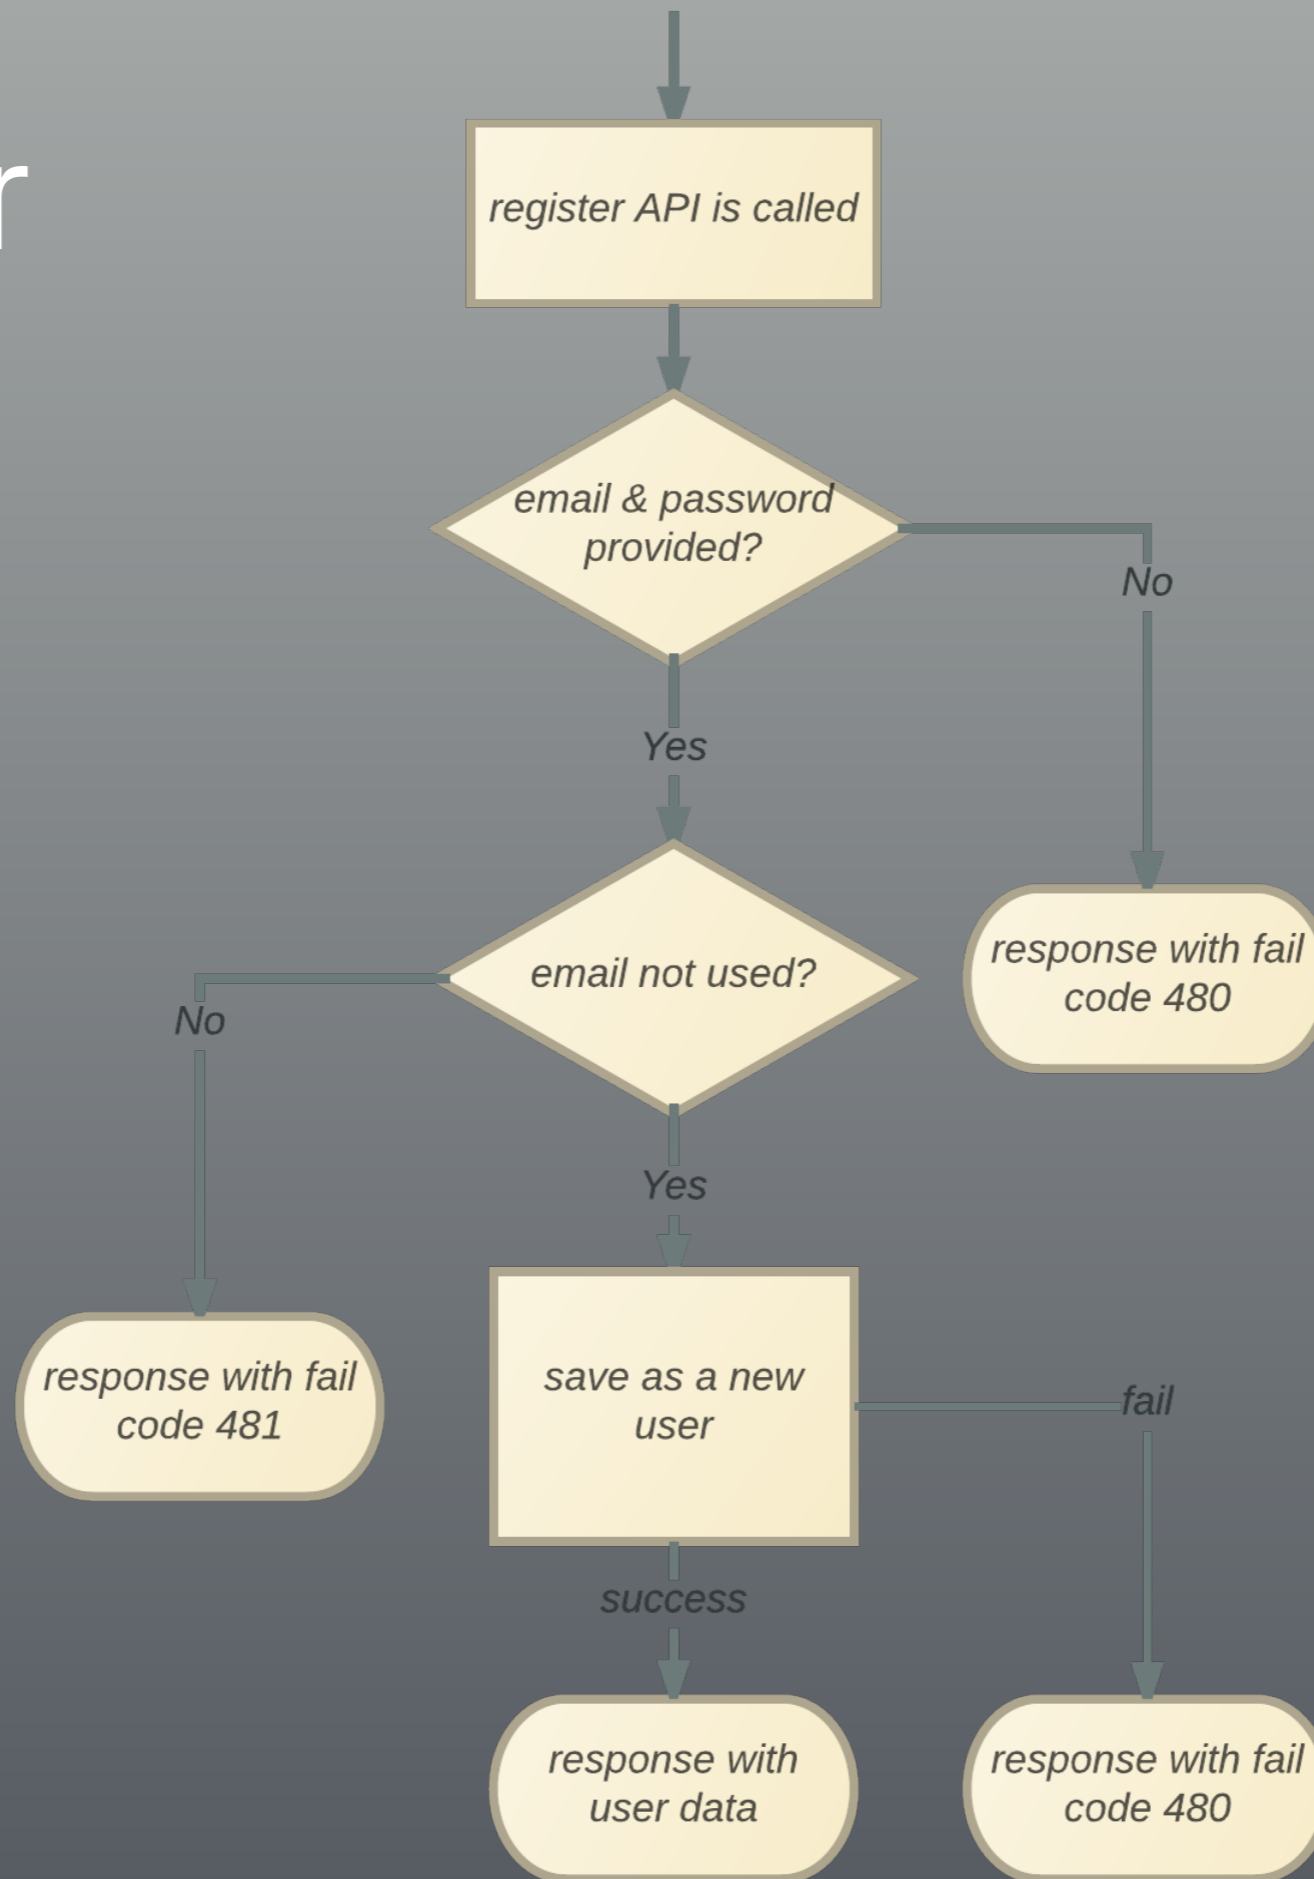 r
register API is called
email & password
provided?
No
Yes
email not used?
response with fail
code 480
No
Yes
response with fail
code 481
save as a new
user
fail
success
response with
user data
response with fail
code 480